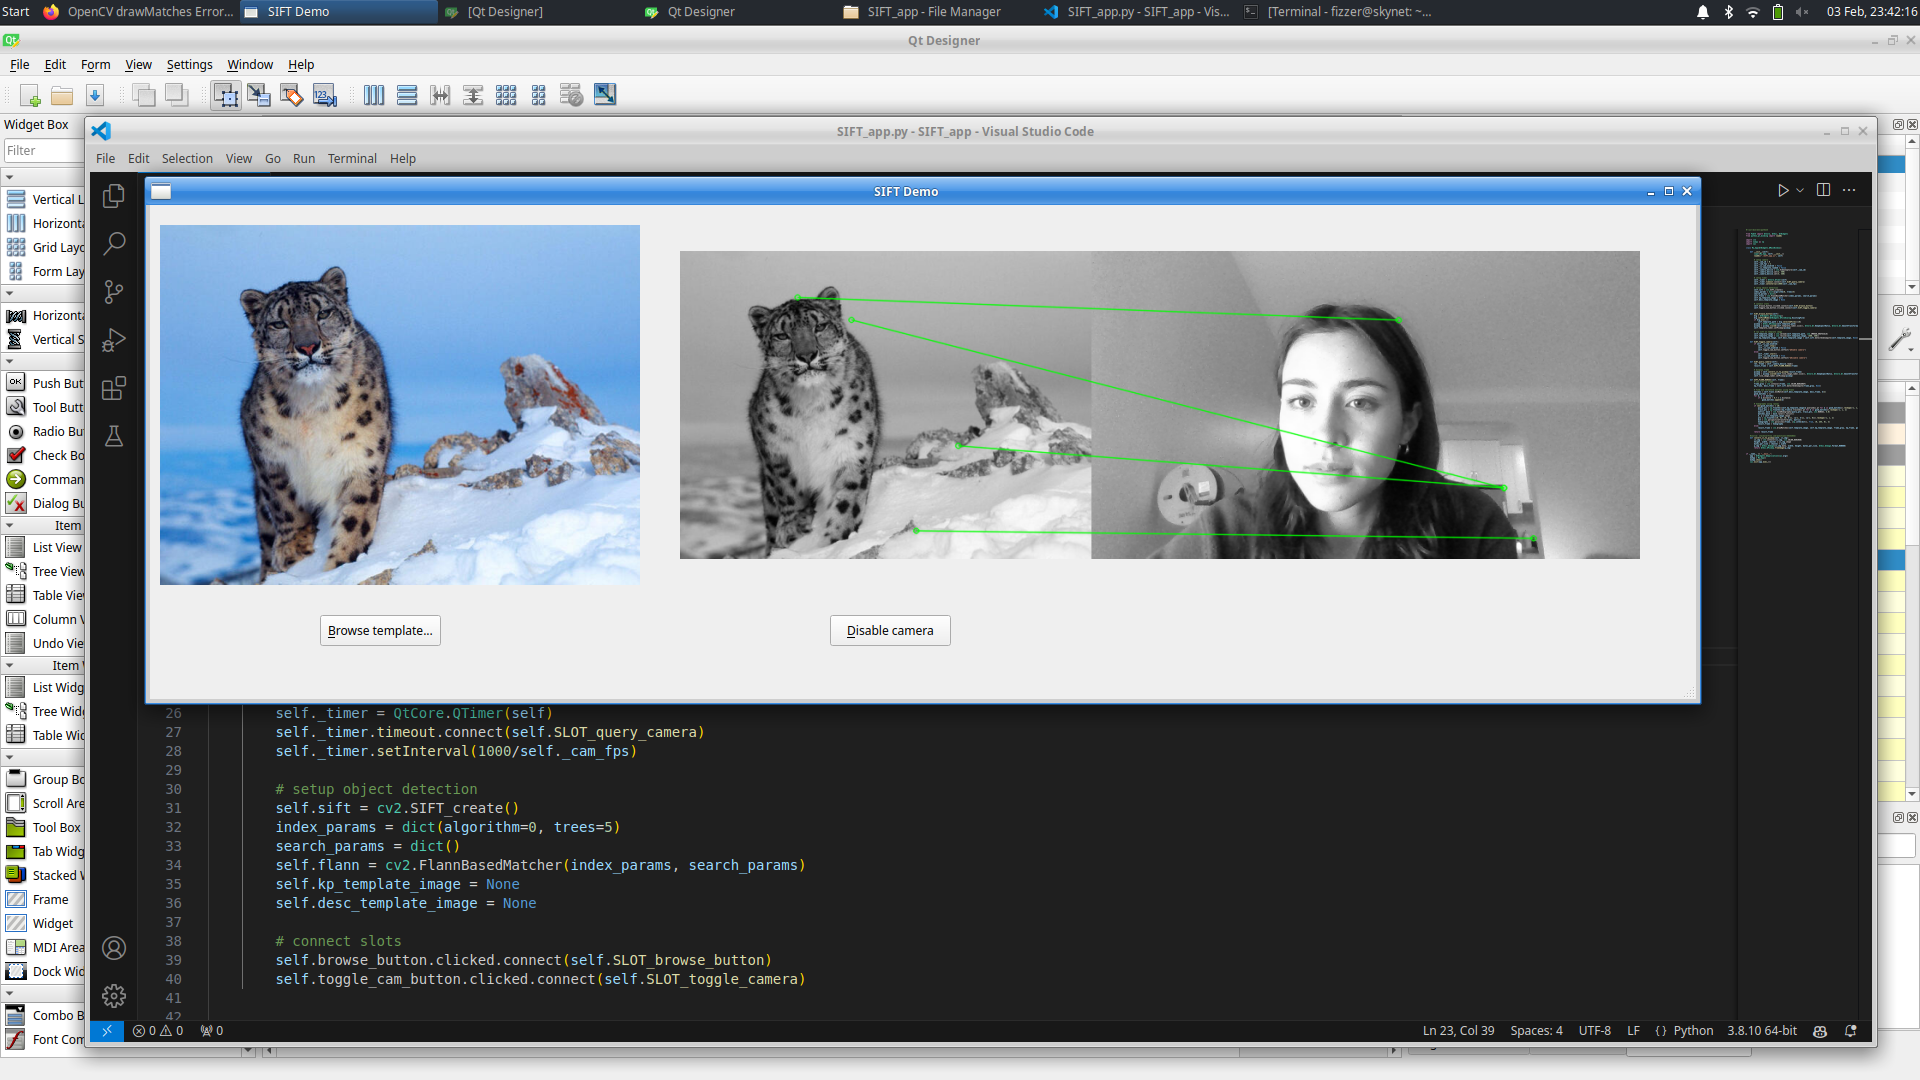 Start
OpenCV drawMatches Error...
SIFT Demo
[Qt Designer]
Qt Designer
SIFT_app - File Manager
SIFT_app.py - SIFT_app - Vis...
[Terminal - fizzer@skynet: ~...
03 Feb, 23:42:16
Qt Designer
File Edit Form View Settings Window Help
Widget Box
Filter
SIFT_app.py - SIFT_app - Visual Studio Code
File Edit Selection View Go Run Terminal Help
SIFT Demo
Vertical L
Horizonta
Grid Layo
Form Lay
Horizonta
Vertical S
Push But
Tool Butt
Radio Bu
Check Bo
Comman
Dialog Bu
Item
List View
Tree View
Table Vie
Column V
Undo Vie
Item V
List Widg
Tree Widg
Table Wid
Group Bo
Scroll Are
Tool Box
Tab Widg
Stacked W
Frame
Widget
MDI Area
Dock Wid
Combo B
Font Com
Browse template...
Disable camera
26 self._timer = QtCore.QTimer(self)
27 self._timer.timeout.connect(self.SLOT_query_camera)
28 self._timer.setInterval(1000/self._cam_fps)
29
30 # setup object detection
31 self.sift = cv2.SIFT_create()
32 index_params = dict(algorithm=0, trees=5)
33 search_params = dict()
34 self.flann = cv2.FlannBasedMatcher(index_params, search_params)
35 self.kp_template_image = None
36 self.desc_template_image = None
37
38 # connect slots
39 self.browse_button.clicked.connect(self.SLOT_browse_button)
40 self.toggle_cam_button.clicked.connect(self.SLOT_toggle_camera)
41
42
0 0 0
Ln 23, Col 39 Spaces: 4 UTF-8 LF Python 3.8.10 64-bit